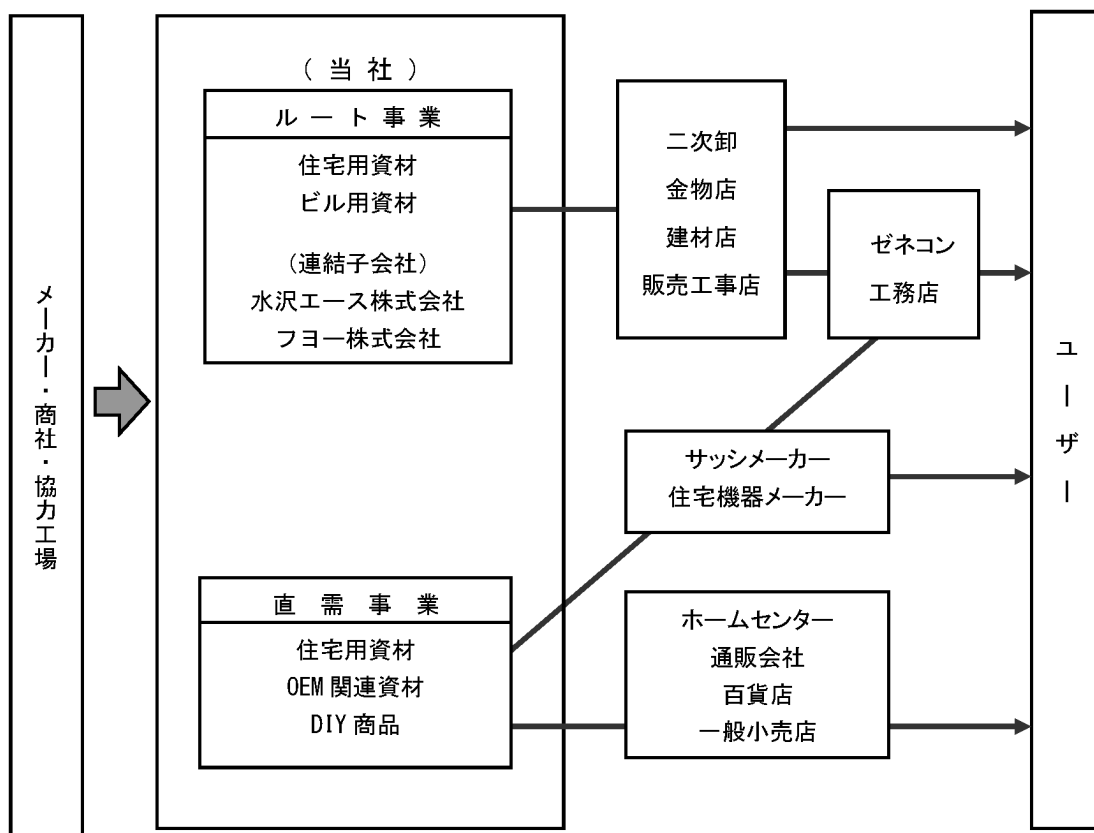 メーカー・商社・協力工場
（当社）
ルート事業
住宅用資材
ビル用資材
（連結子会社）
水沢エース株式会社
フヨー株式会社
直需事業
住宅用資材
OEM関連資材
DIY商品
二次卸
金物店
建材店
販売工事店
ゼネコン
工務店
サッシメーカー
住宅機器メーカー
ホームセンター
通販会社
百貨店
一般小売店
ユーザー